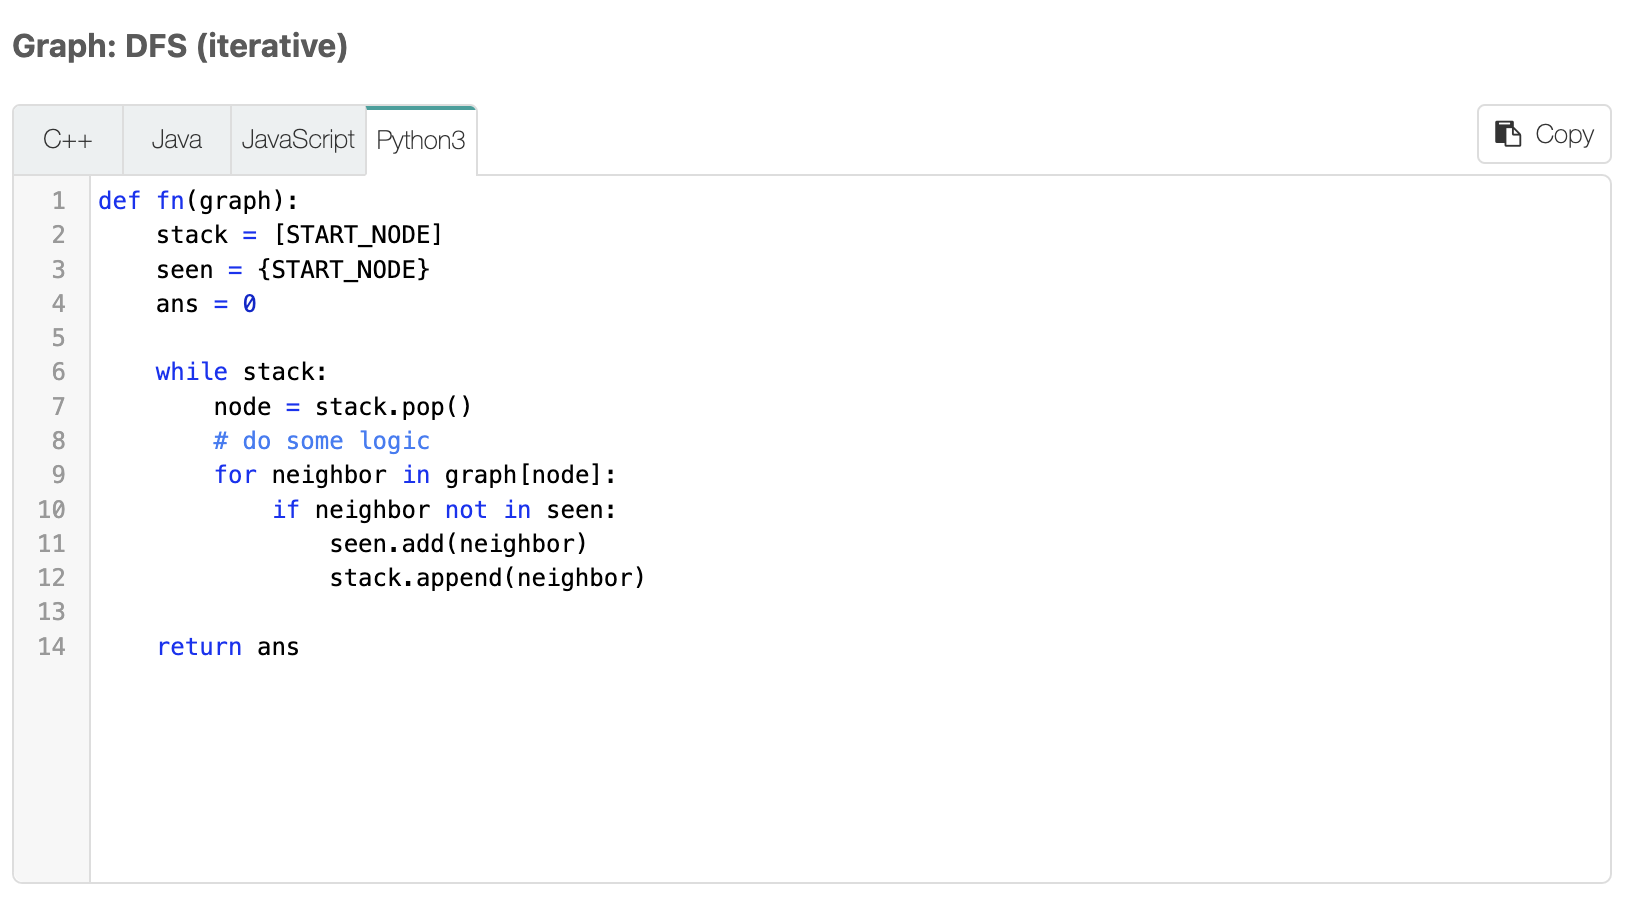 Graph: DFS (iterative)
C++ Java JavaScript Python3 Copy
1 def fn(graph):
2     stack = [START_NODE]
3     seen = {START_NODE}
4     ans = 0
5
6     while stack:
7         node = stack.pop()
8         # do some logic
9         for neighbor in graph[node]:
10             if neighbor not in seen:
11                 seen.add(neighbor)
12                 stack.append(neighbor)
13
14     return ans